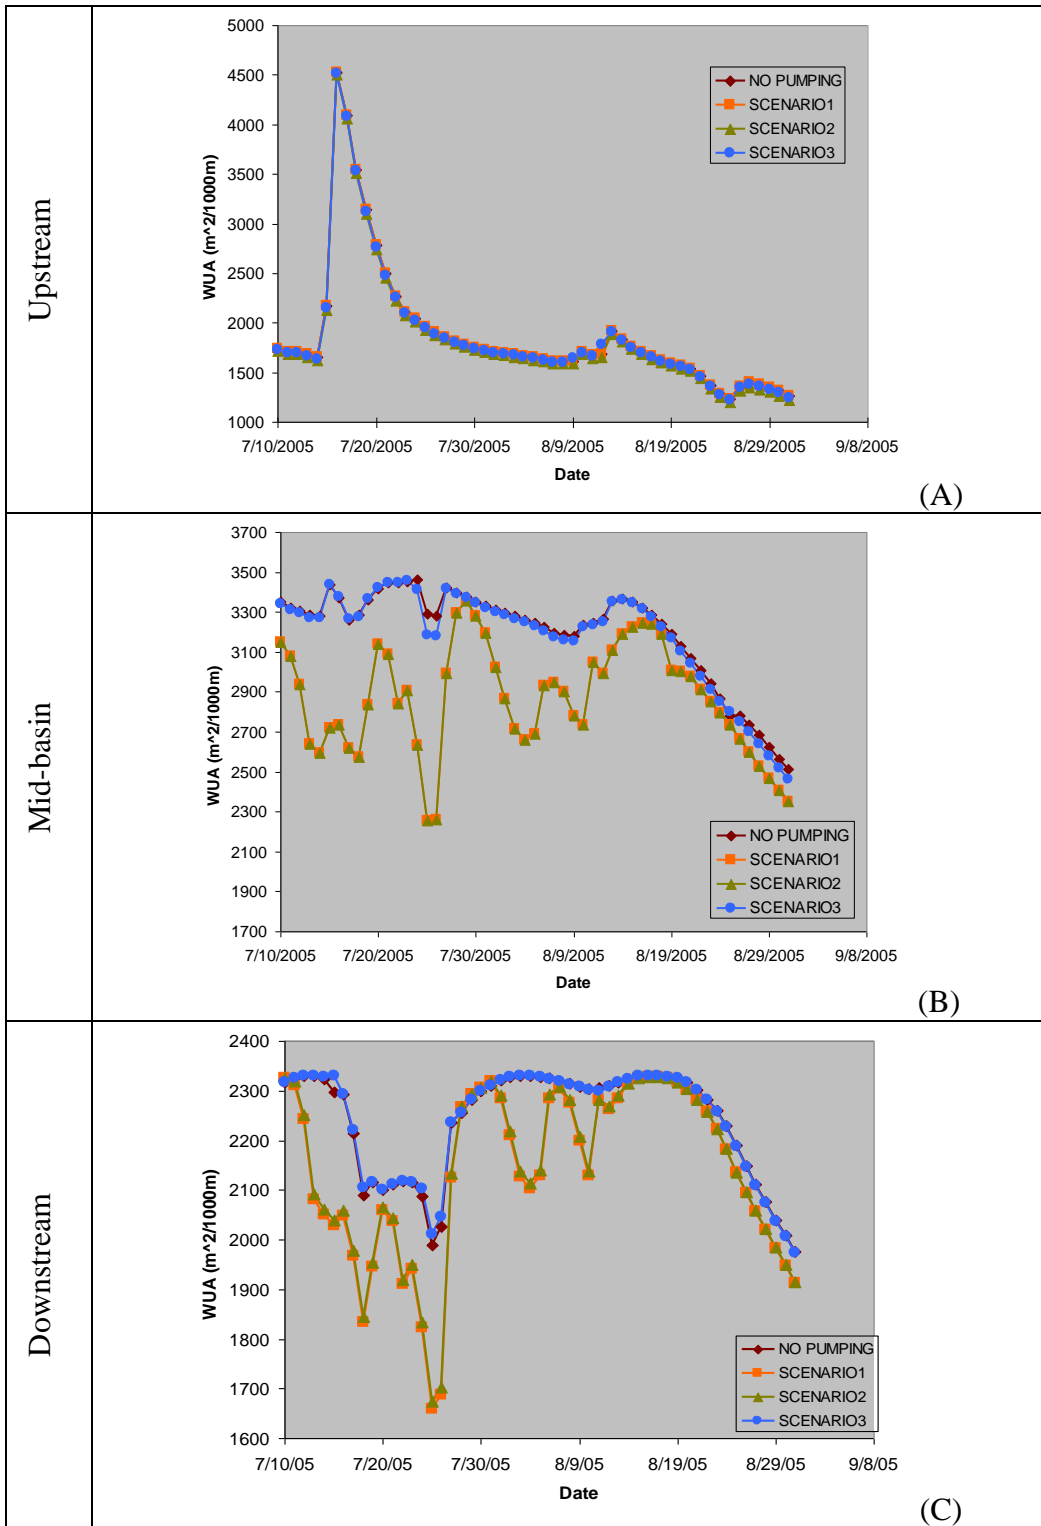 Upstream
5000
4500
4000
3500
3000
2500
2000
1500
1000
WUA (m^2/1000m)
NO PUMPING
SCENARIO1
SCENARIO2
SCENARIO3
7/10/2005 7/20/2005 7/30/2005 8/9/2005 8/19/2005 8/29/2005 9/8/2005
Date
(A)
Mid-basin
3700
3500
3300
3100
2900
2700
2500
2300
2100
1900
1700
WUA (m^2/1000m)
NO PUMPING
SCENARIO1
SCENARIO2
SCENARIO3
7/10/2005 7/20/2005 7/30/2005 8/9/2005 8/19/2005 8/29/2005 9/8/2005
Date
(B)
Downstream
2400
2300
2200
2100
2000
1900
1800
1700
1600
WUA (m^2/1000m)
NO PUMPING
SCENARIO1
SCENARIO2
SCENARIO3
7/10/05 7/20/05 7/30/05 8/9/05 8/19/05 8/29/05 9/8/05
Date
(C)